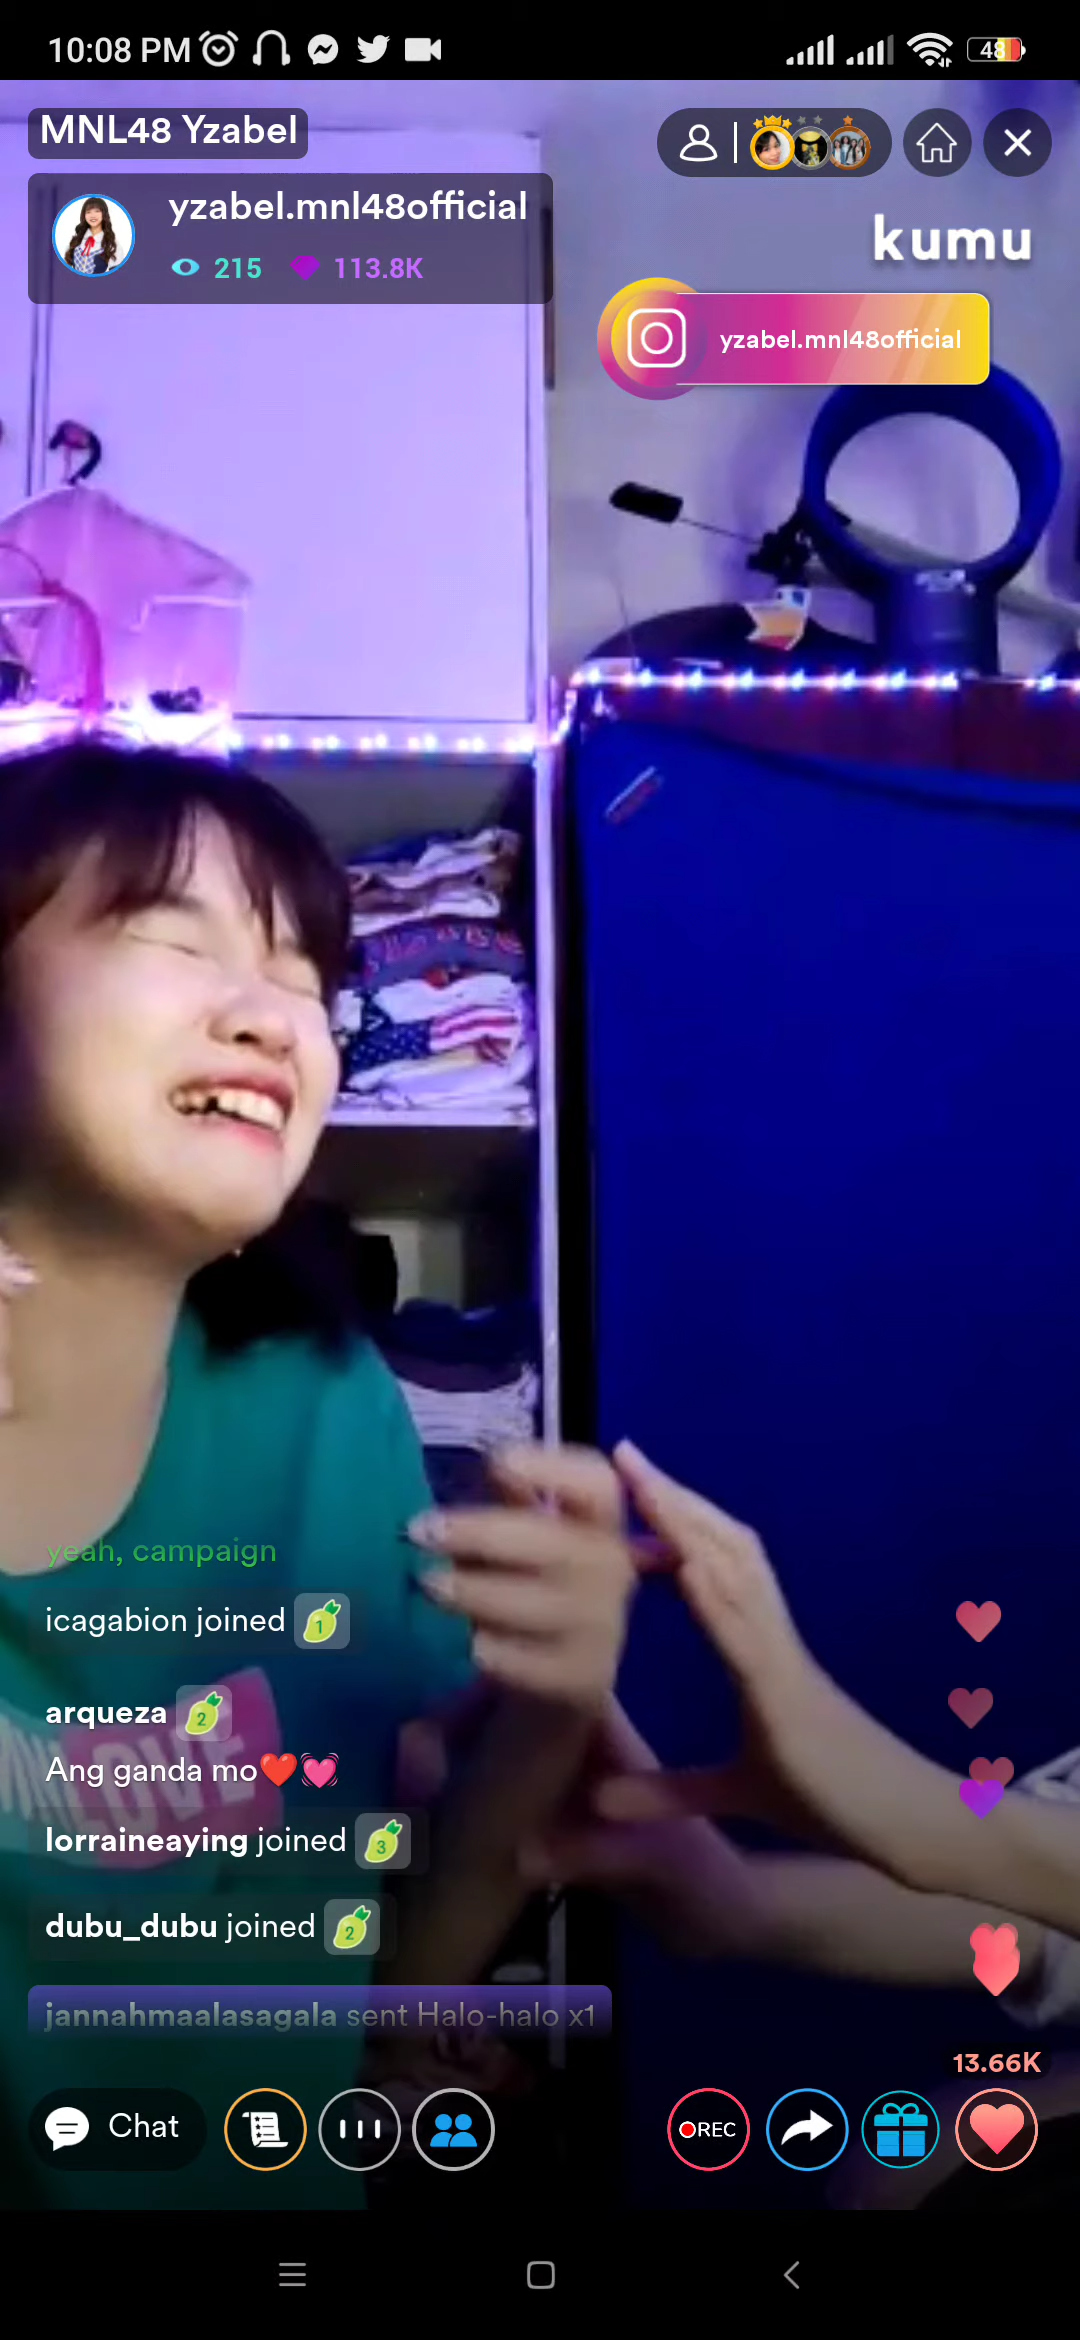 10:08 PM
48
MNL48 Yzabel
yzabel.mnl48official
215 113.8K
kumu
yzabel.mnl48official
yeah, campaign
icagabion joined 1
arqueza 2
Ang ganda mo❤️💓
LOVE
lorraineaying joined 3
dubu_dubu joined 2
jannahmaalasagala sent Halo-halo x1
13.66K
Chat
REC